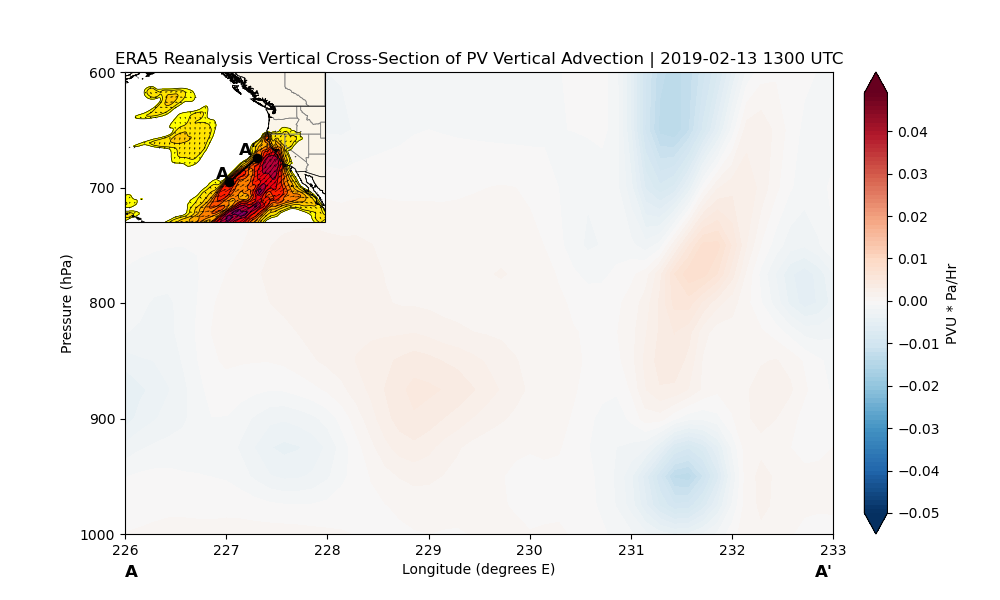 ERA5 Reanalysis Vertical Cross-Section of PV Vertical Advection | 2019-02-13 1300 UTC
600
700
800
900
1000
Pressure (hPa)
A
A
226
227
228
229
230
231
232
233
A
Longitude (degrees E)
A'
0.04
0.03
0.02
0.01
0.00
−0.01
−0.02
−0.03
−0.04
−0.05
PVU * Pa/Hr